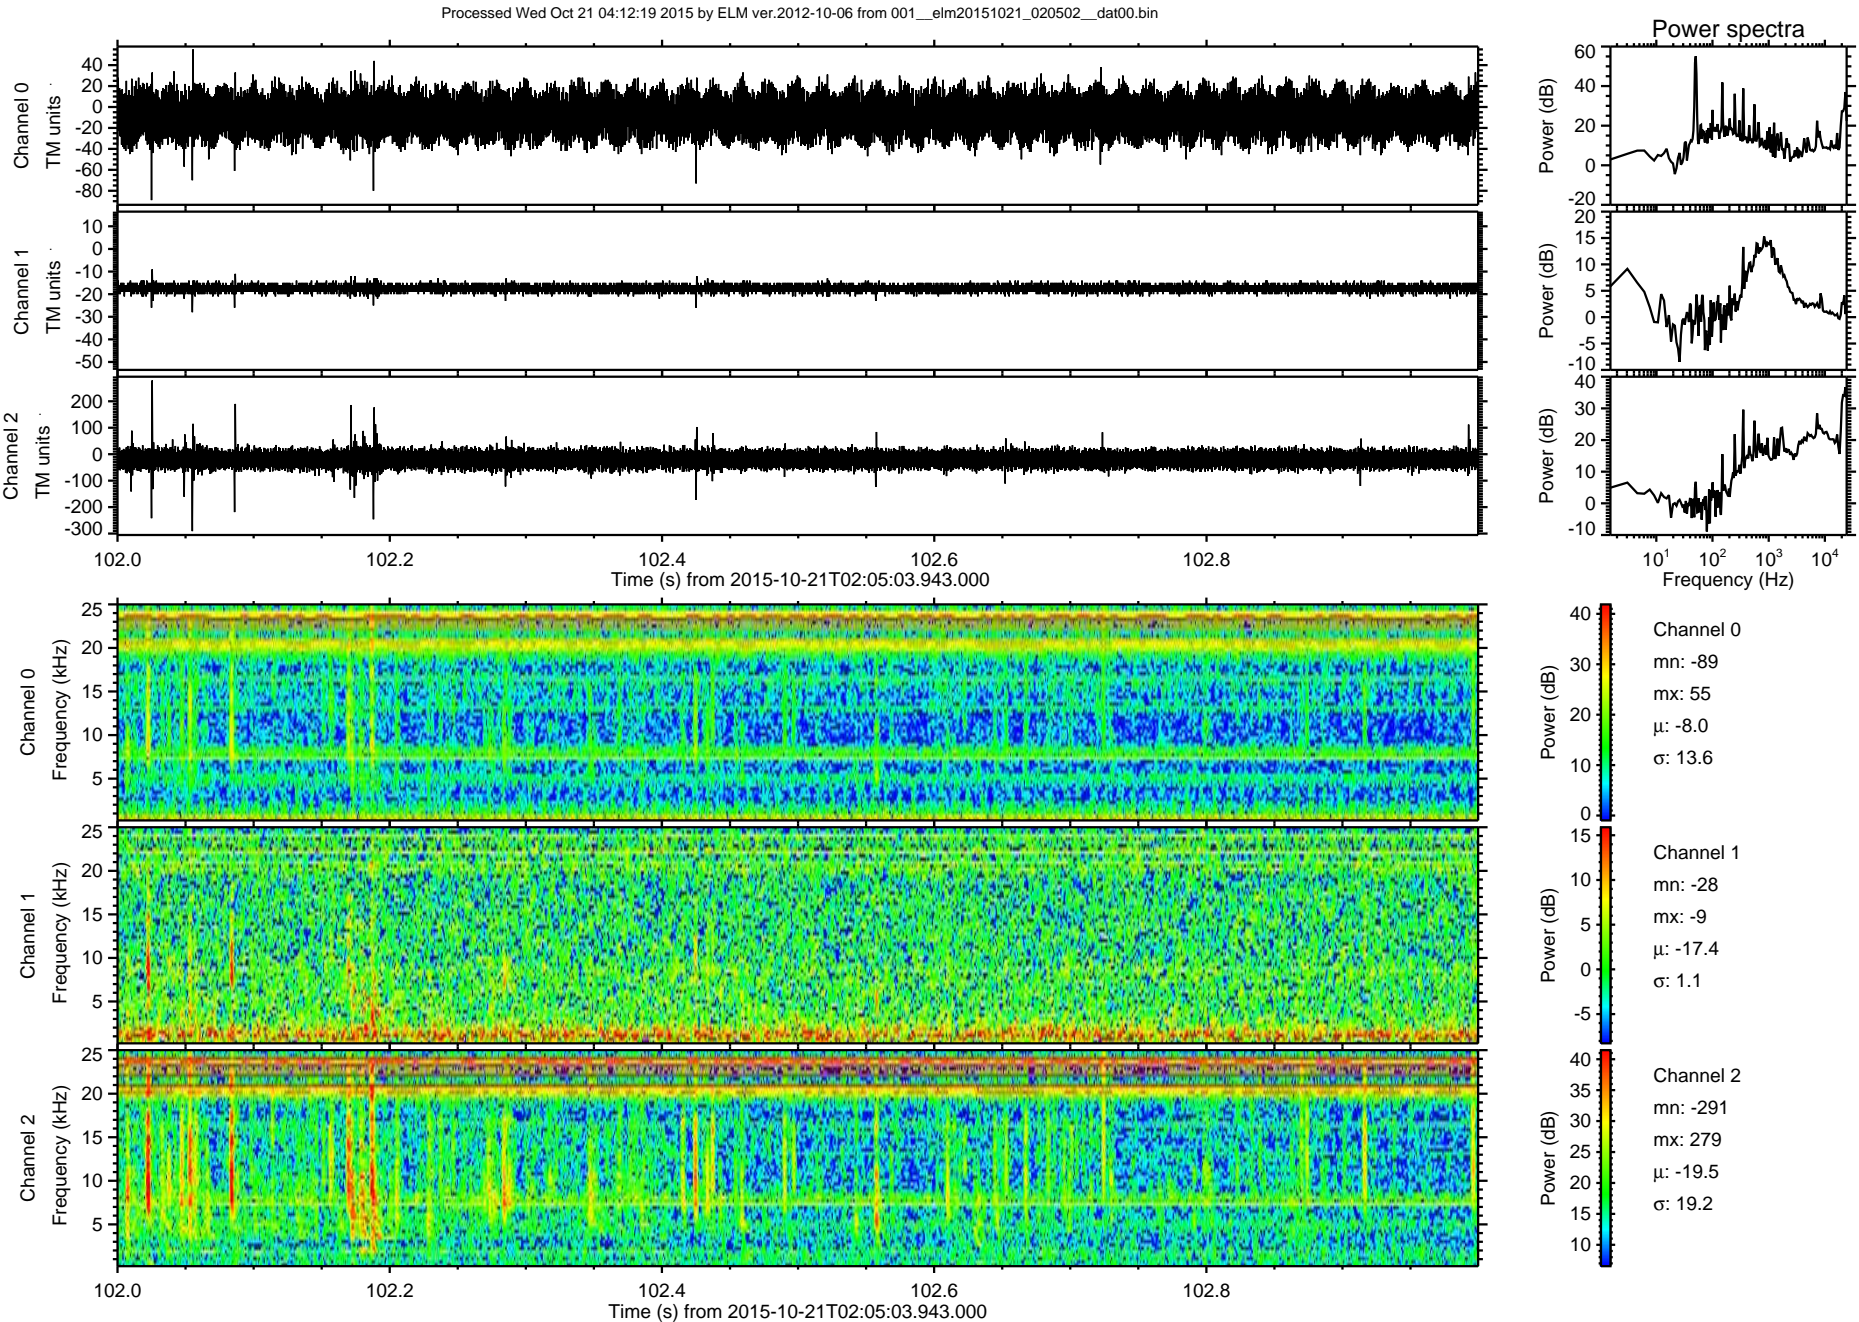 Processed Wed Oct 21 04:12:19 2015 by ELM ver.2012-10-06 from 001__elm20151021_020502__dat00.bin
Power spectra
Channel 0
TM units
40
20
0
-20
-40
-60
-80
Power (dB)
60
40
20
0
-20
Channel 1
TM units
10
0
-10
-20
-30
-40
-50
Power (dB)
20
15
10
5
0
-5
-10
Channel 2
TM units
200
100
0
-100
-200
-300
Power (dB)
40
30
20
10
0
-10
102.0 102.2 102.4 102.6 102.8
Time (s) from 2015-10-21T02:05:03.943.000
10^1 10^2 10^3 10^4
Frequency (Hz)
Channel 0
Frequency (kHz)
25
20
15
10
5
Power (dB)
40
30
20
10
0
Channel 0
mn: -89
mx: 55
μ: -8.0
σ: 13.6
Channel 1
Frequency (kHz)
25
20
15
10
5
Power (dB)
15
10
5
0
-5
Channel 1
mn: -28
mx: -9
μ: -17.4
σ: 1.1
Channel 2
Frequency (kHz)
25
20
15
10
5
Power (dB)
40
35
30
25
20
15
10
Channel 2
mn: -291
mx: 279
μ: -19.5
σ: 19.2
102.0 102.2 102.4 102.6 102.8
Time (s) from 2015-10-21T02:05:03.943.000